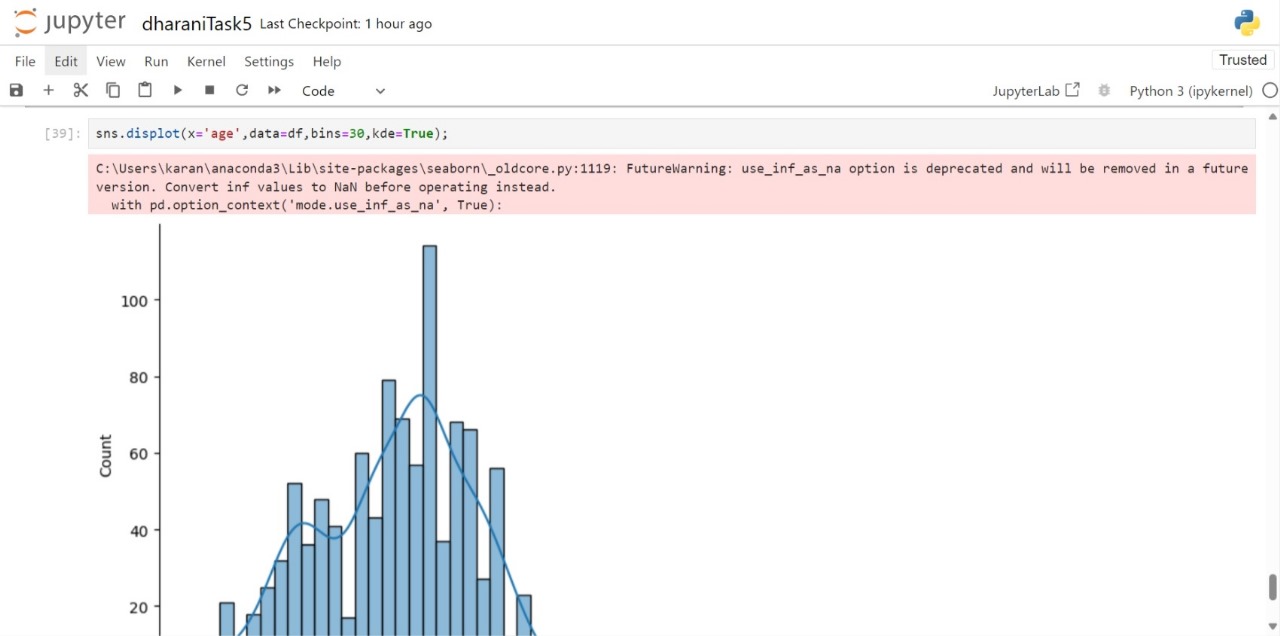 jupyter dharaniTask5 Last Checkpoint: 1 hour ago
File Edit View Run Kernel Settings Help Trusted
Code JupyterLab Python 3 (ipykernel)
[39]: sns.displot(x='age',data=df,bins=30,kde=True);
C:\Users\karan\anaconda3\Lib\site-packages\seaborn\_oldcore.py:1119: FutureWarning: use_inf_as_na option is deprecated and will be removed in a future
version. Convert inf values to NaN before operating instead.
with pd.option_context('mode.use_inf_as_na', True):
100
80
60
Count
40
20